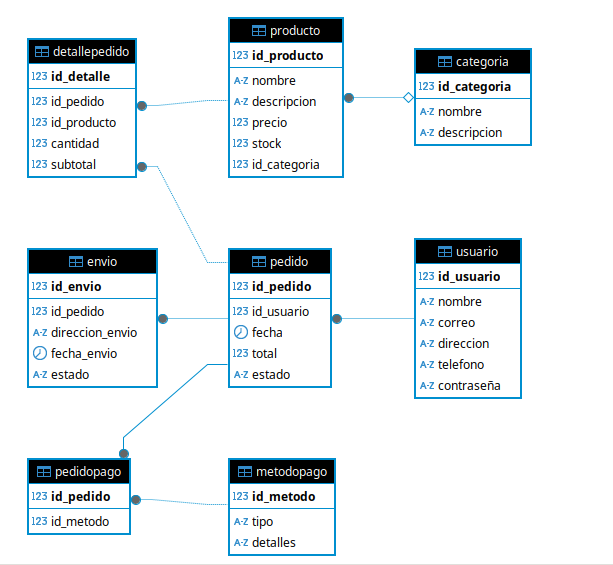 detallepedido
123 id_detalle
123 id_pedido
123 id_producto
123 cantidad
123 subtotal
producto
123 id_producto
A-Z nombre
A-Z descripcion
123 precio
123 stock
123 id_categoria
categoria
123 id_categoria
A-Z nombre
A-Z descripcion
envio
123 id_envio
123 id_pedido
A-Z direccion_envio
fecha_envio
A-Z estado
pedido
123 id_pedido
123 id_usuario
fecha
123 total
A-Z estado
usuario
123 id_usuario
A-Z nombre
A-Z correo
A-Z direccion
A-Z telefono
A-Z contraseña
pedidopago
123 id_pedido
123 id_metodo
metodopago
123 id_metodo
A-Z tipo
A-Z detalles